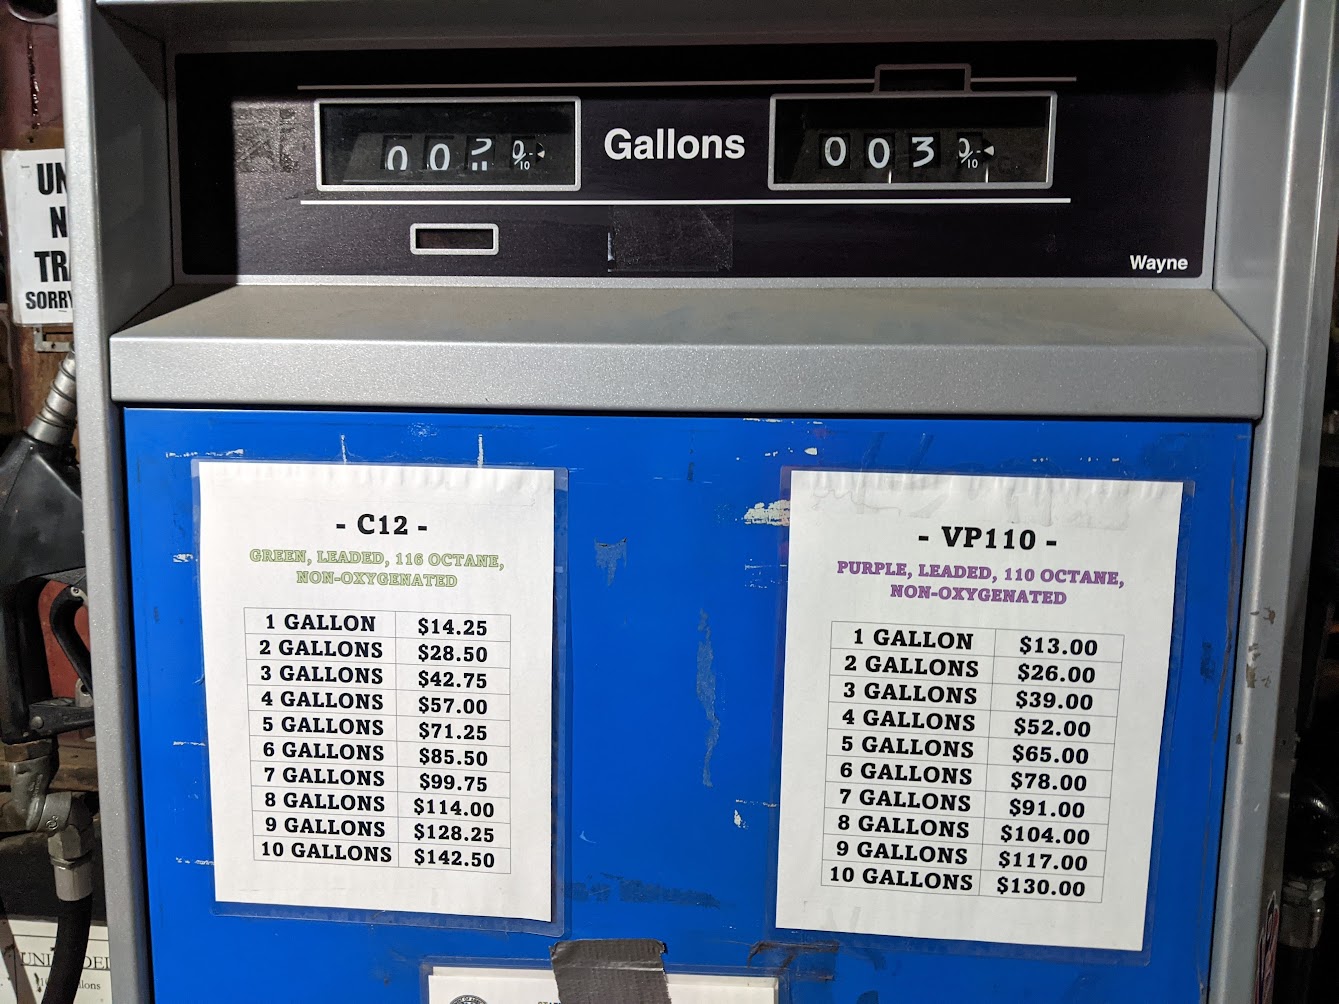 Gallons
0 0 3
10
10
Wayne
SORRY
- C12 -
GREEN, LEADED, 116 OCTANE,
NON-OXYGENATED
1 GALLON $14.25
2 GALLONS $28.50
3 GALLONS $42.75
4 GALLONS $57.00
5 GALLONS $71.25
6 GALLONS $85.50
7 GALLONS $99.75
8 GALLONS $114.00
9 GALLONS $128.25
10 GALLONS $142.50
- VP110 -
PURPLE, LEADED, 110 OCTANE,
NON-OXYGENATED
1 GALLON $13.00
2 GALLONS $26.00
3 GALLONS $39.00
4 GALLONS $52.00
5 GALLONS $65.00
6 GALLONS $78.00
7 GALLONS $91.00
8 GALLONS $104.00
9 GALLONS $117.00
10 GALLONS $130.00